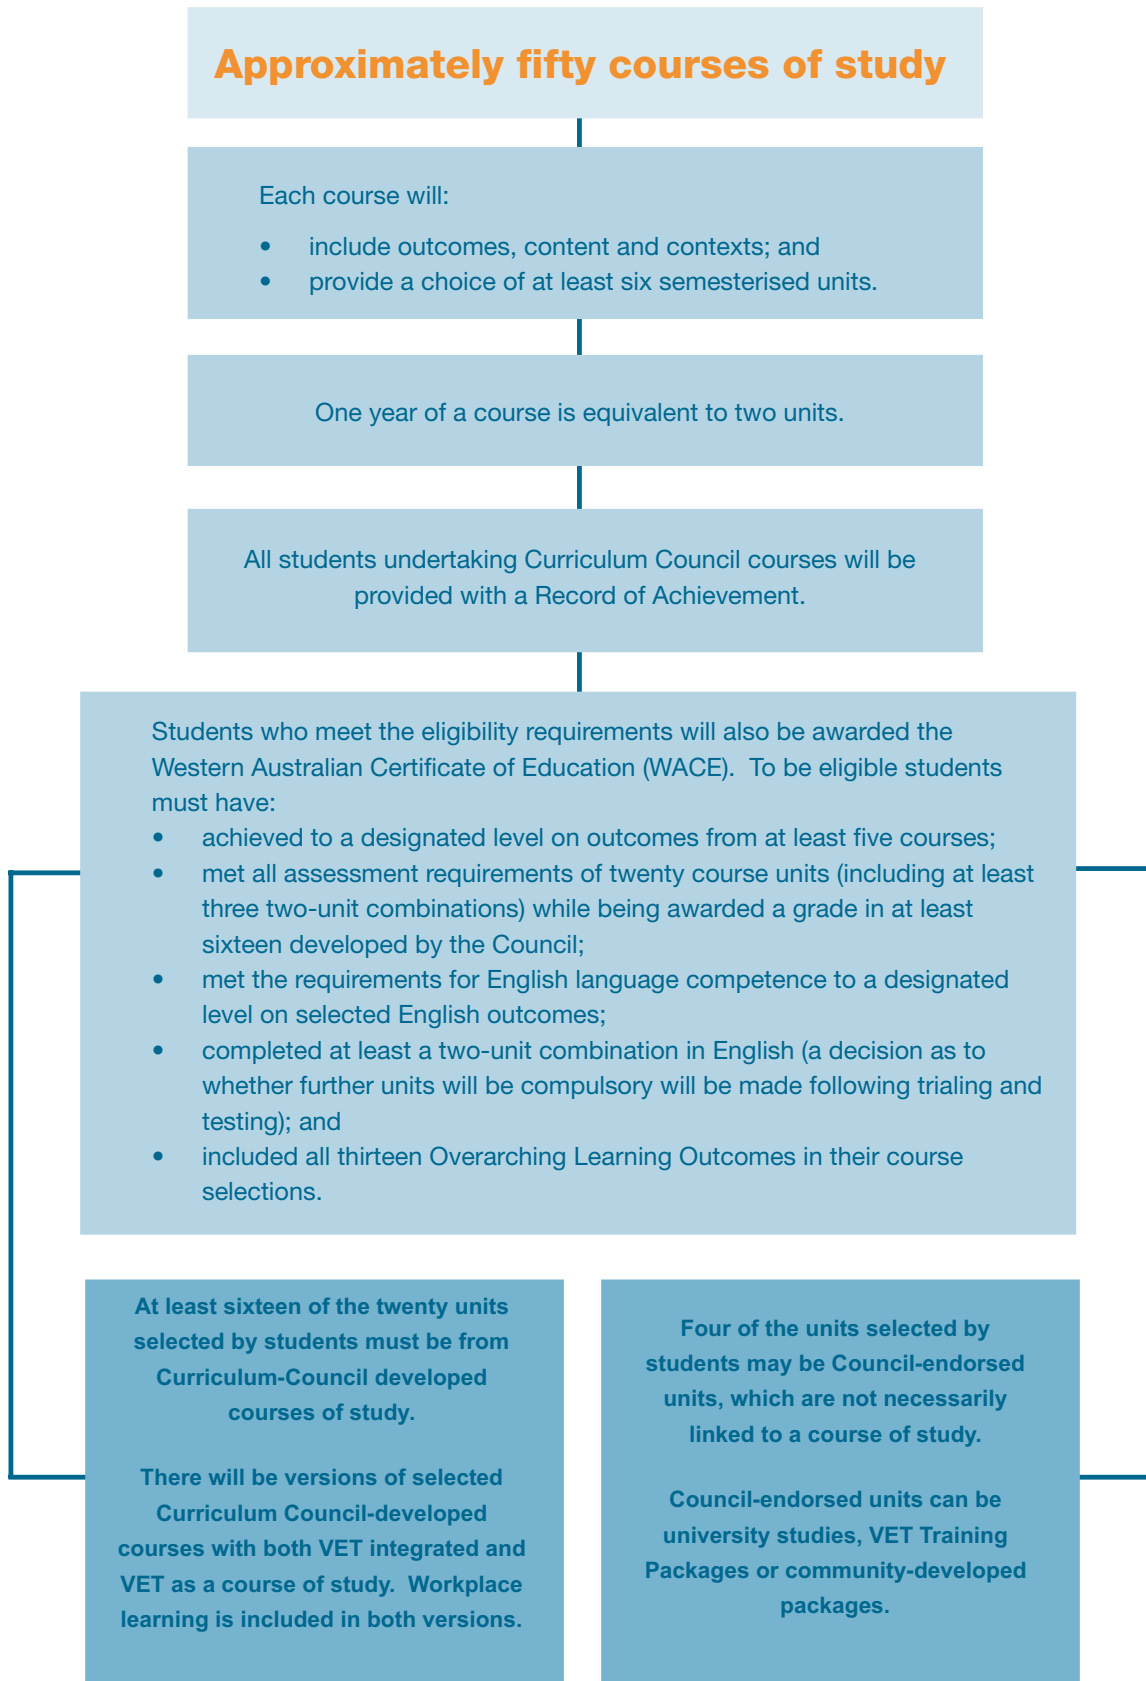 Approximately fifty courses of study
Each course will:
• include outcomes, content and contexts; and
• provide a choice of at least six semesterised units.
One year of a course is equivalent to two units.
All students undertaking Curriculum Council courses will be
provided with a Record of Achievement.
Students who meet the eligibility requirements will also be awarded the
Western Australian Certificate of Education (WACE).  To be eligible students
must have:
• achieved to a designated level on outcomes from at least five courses;
• met all assessment requirements of twenty course units (including at least
three two-unit combinations) while being awarded a grade in at least
sixteen developed by the Council;
• met the requirements for English language competence to a designated
level on selected English outcomes;
• completed at least a two-unit combination in English (a decision as to
whether further units will be compulsory will be made following trialing and
testing); and
• included all thirteen Overarching Learning Outcomes in their course
selections.
At least sixteen of the twenty units
selected by students must be from
Curriculum-Council developed
courses of study.
There will be versions of selected
Curriculum Council-developed
courses with both VET integrated and
VET as a course of study.  Workplace
learning is included in both versions.
Four of the units selected by
students may be Council-endorsed
units, which are not necessarily
linked to a course of study.
Council-endorsed units can be
university studies, VET Training
Packages or community-developed
packages.